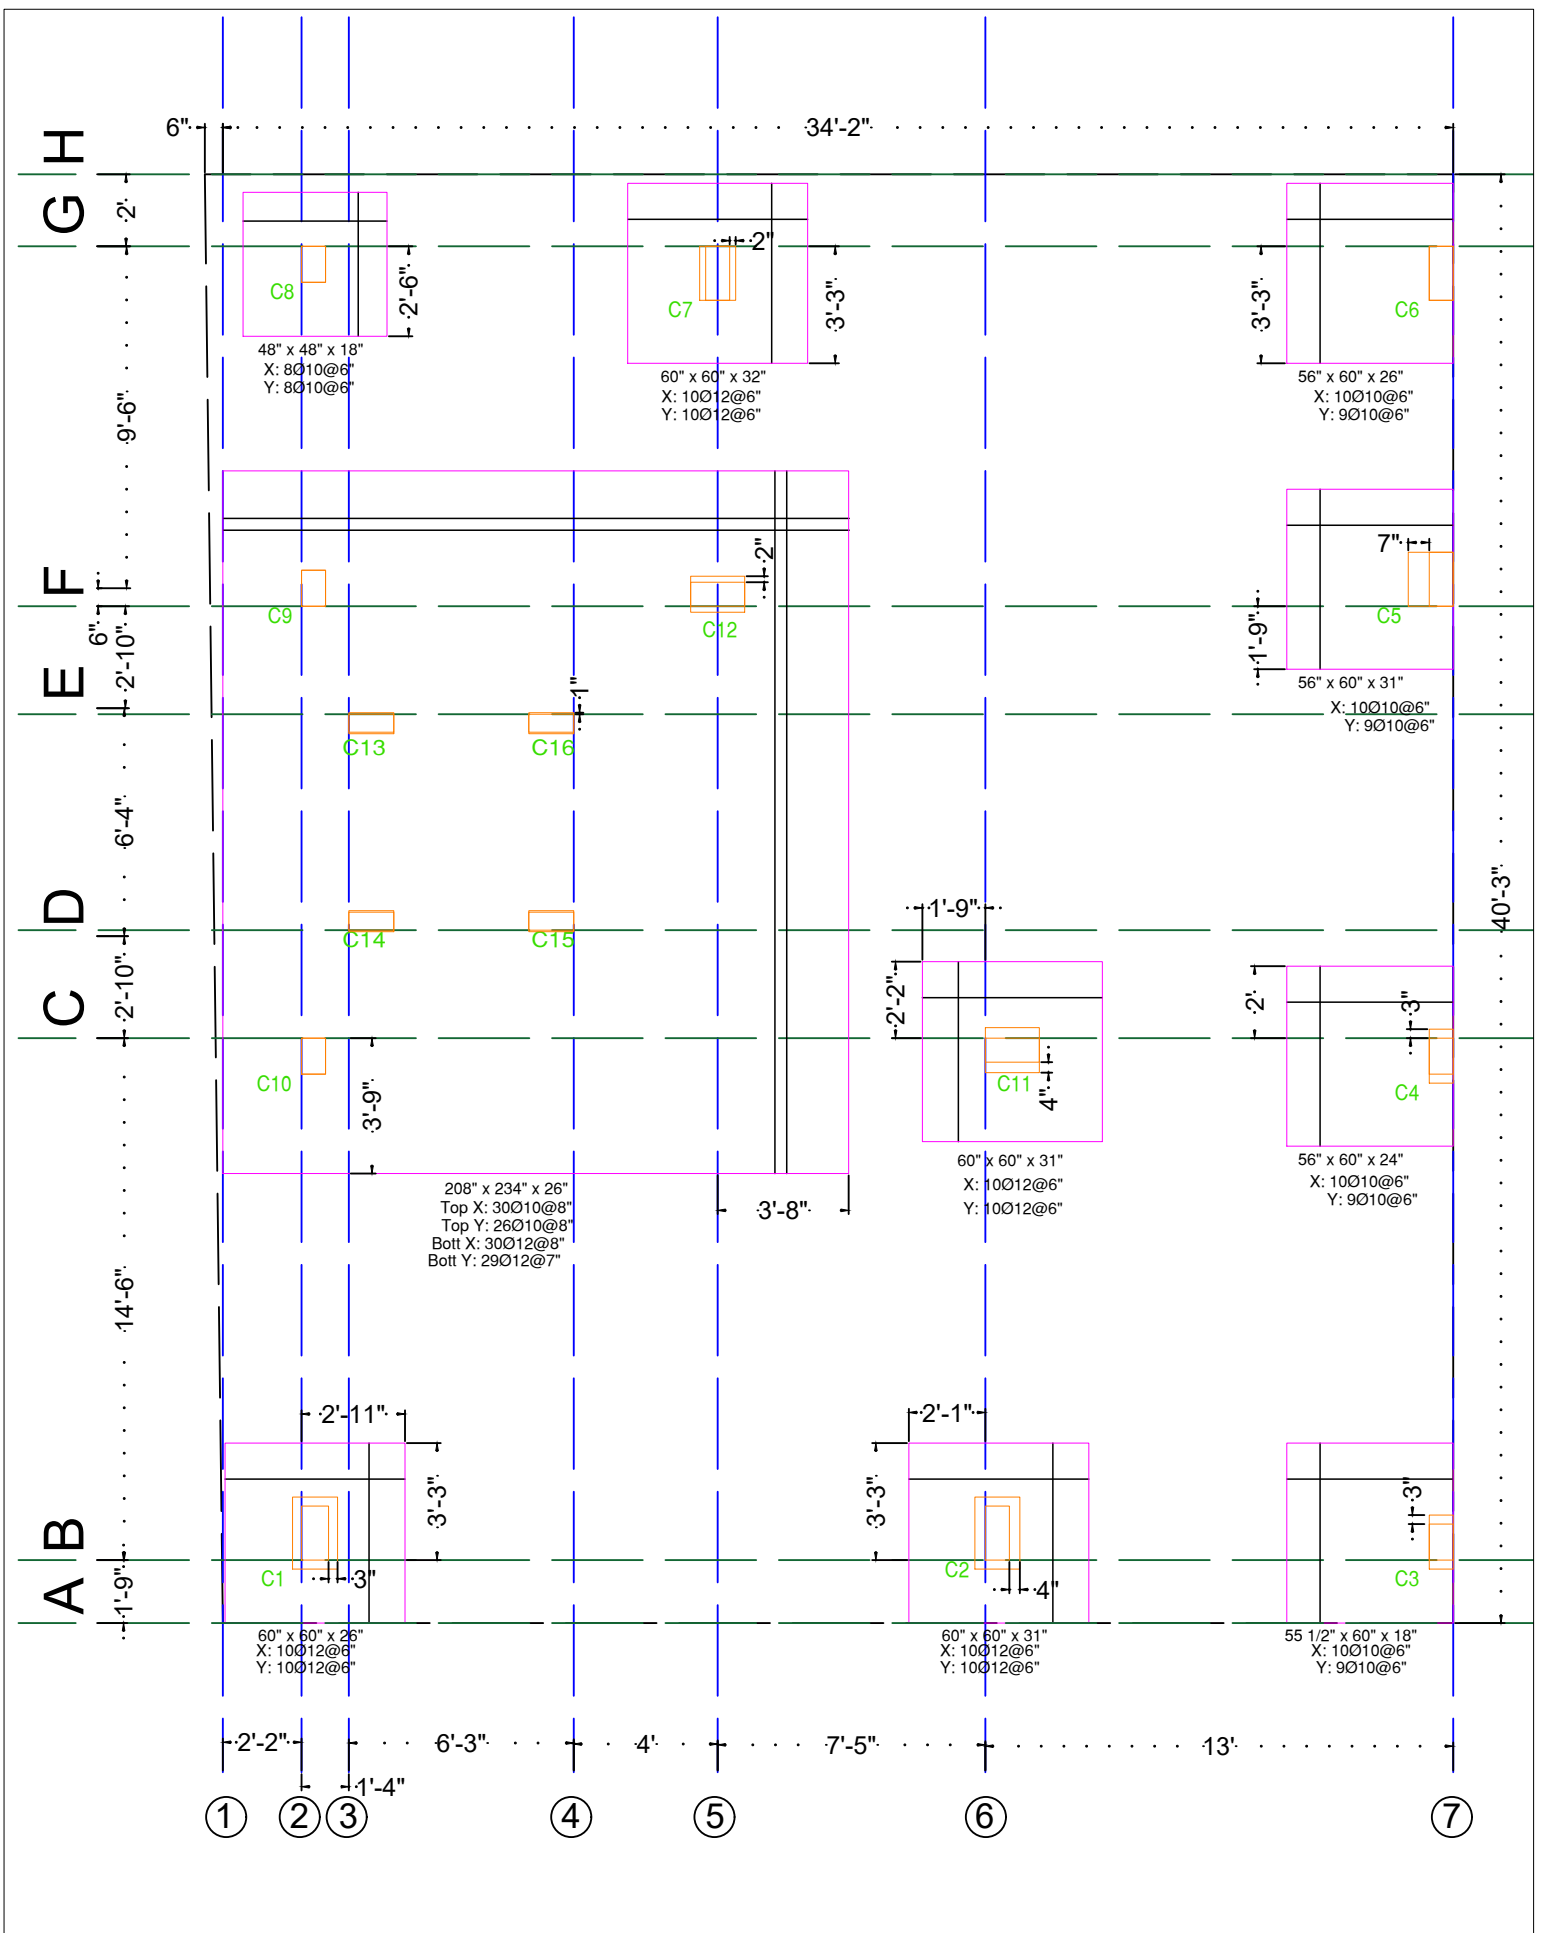 H
6"
34'-2"
G
2'
2"
C8
2'-6"
C7
3'-3"
3'-3"
C6
48" x 48" x 18"
X: 8Ø10@6"
Y: 8Ø10@6"
60" x 60" x 32"
X: 10Ø12@6"
Y: 10Ø12@6"
56" x 60" x 26"
X: 10Ø10@6"
Y: 9Ø10@6"
9'-6"
F
2"
7"
C9
C12
C5
6"
2'-10"
1'-9"
E
1"
C13
C16
56" x 60" x 31"
X: 10Ø10@6"
Y: 9Ø10@6"
6'-4"
40'-3"
D
C14
C15
1'-9"
2'-10"
C
2'-2"
2'
3"
C10
3'-9"
C11
4"
C4
60" x 60" x 31"
X: 10Ø12@6"
Y: 10Ø12@6"
56" x 60" x 24"
X: 10Ø10@6"
Y: 9Ø10@6"
208" x 234" x 26"
Top X: 30Ø10@8"
Top Y: 26Ø10@8"
Bott X: 30Ø12@8"
Bott Y: 29Ø12@7"
3'-8"
14'-6"
2'-11"
2'-1"
3'-3"
3'-3"
3"
B
C1
3"
C2
4"
C3
A
1'-9"
60" x 60" x 26"
X: 10Ø12@6"
Y: 10Ø12@6"
60" x 60" x 31"
X: 10Ø12@6"
Y: 10Ø12@6"
55 1/2" x 60" x 18"
X: 10Ø10@6"
Y: 9Ø10@6"
2'-2"
6'-3"
4'
7'-5"
13'
1'-4"
1
2
3
4
5
6
7